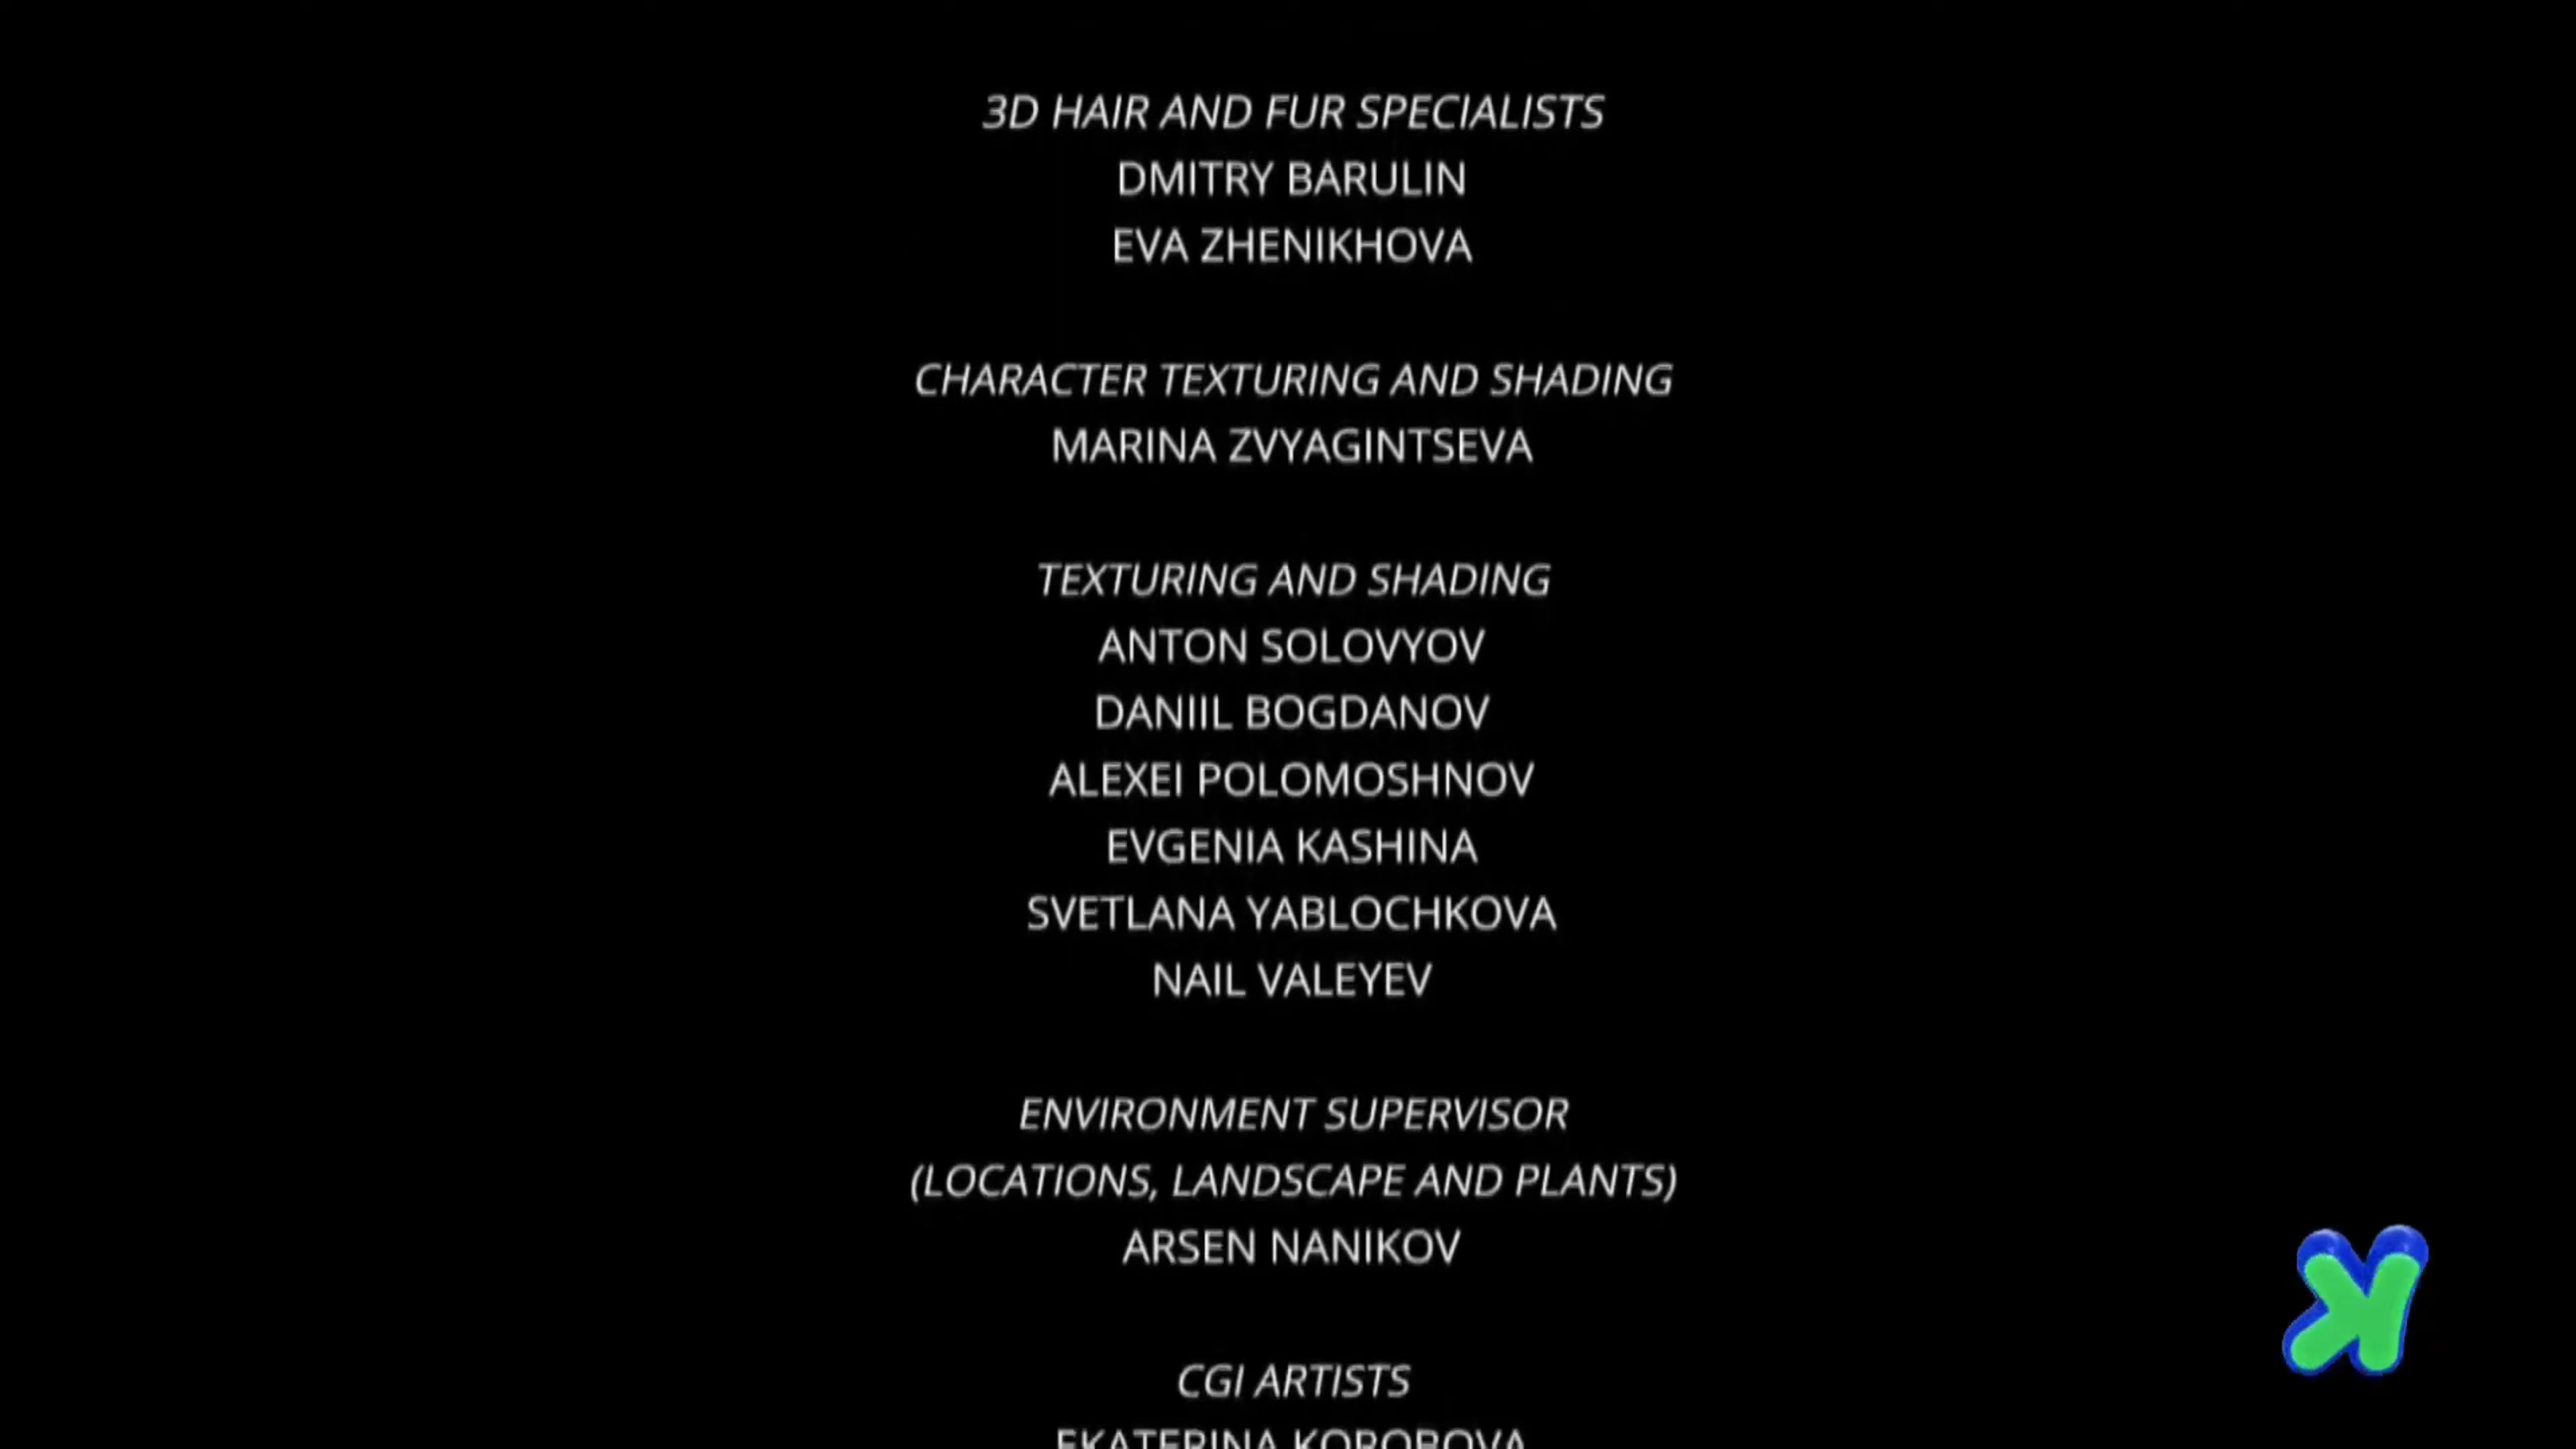 3D HAIR AND FUR SPECIALISTS
DMITRY BARULIN
EVA ZHENIKHOVA
CHARACTER TEXTURING AND SHADING
MARINA ZVYAGINTSEVA
TEXTURING AND SHADING
ANTON SOLOVYOV
DANIIL BOGDANOV
ALEXEI POLOMOSHNOV
EVGENIA KASHINA
SVETLANA YABLOCHKOVA
NAIL VALEYEV
ENVIRONMENT SUPERVISOR
(LOCATIONS, LANDSCAPE AND PLANTS)
ARSEN NANIKOV
CGI ARTISTS
EKATERINA